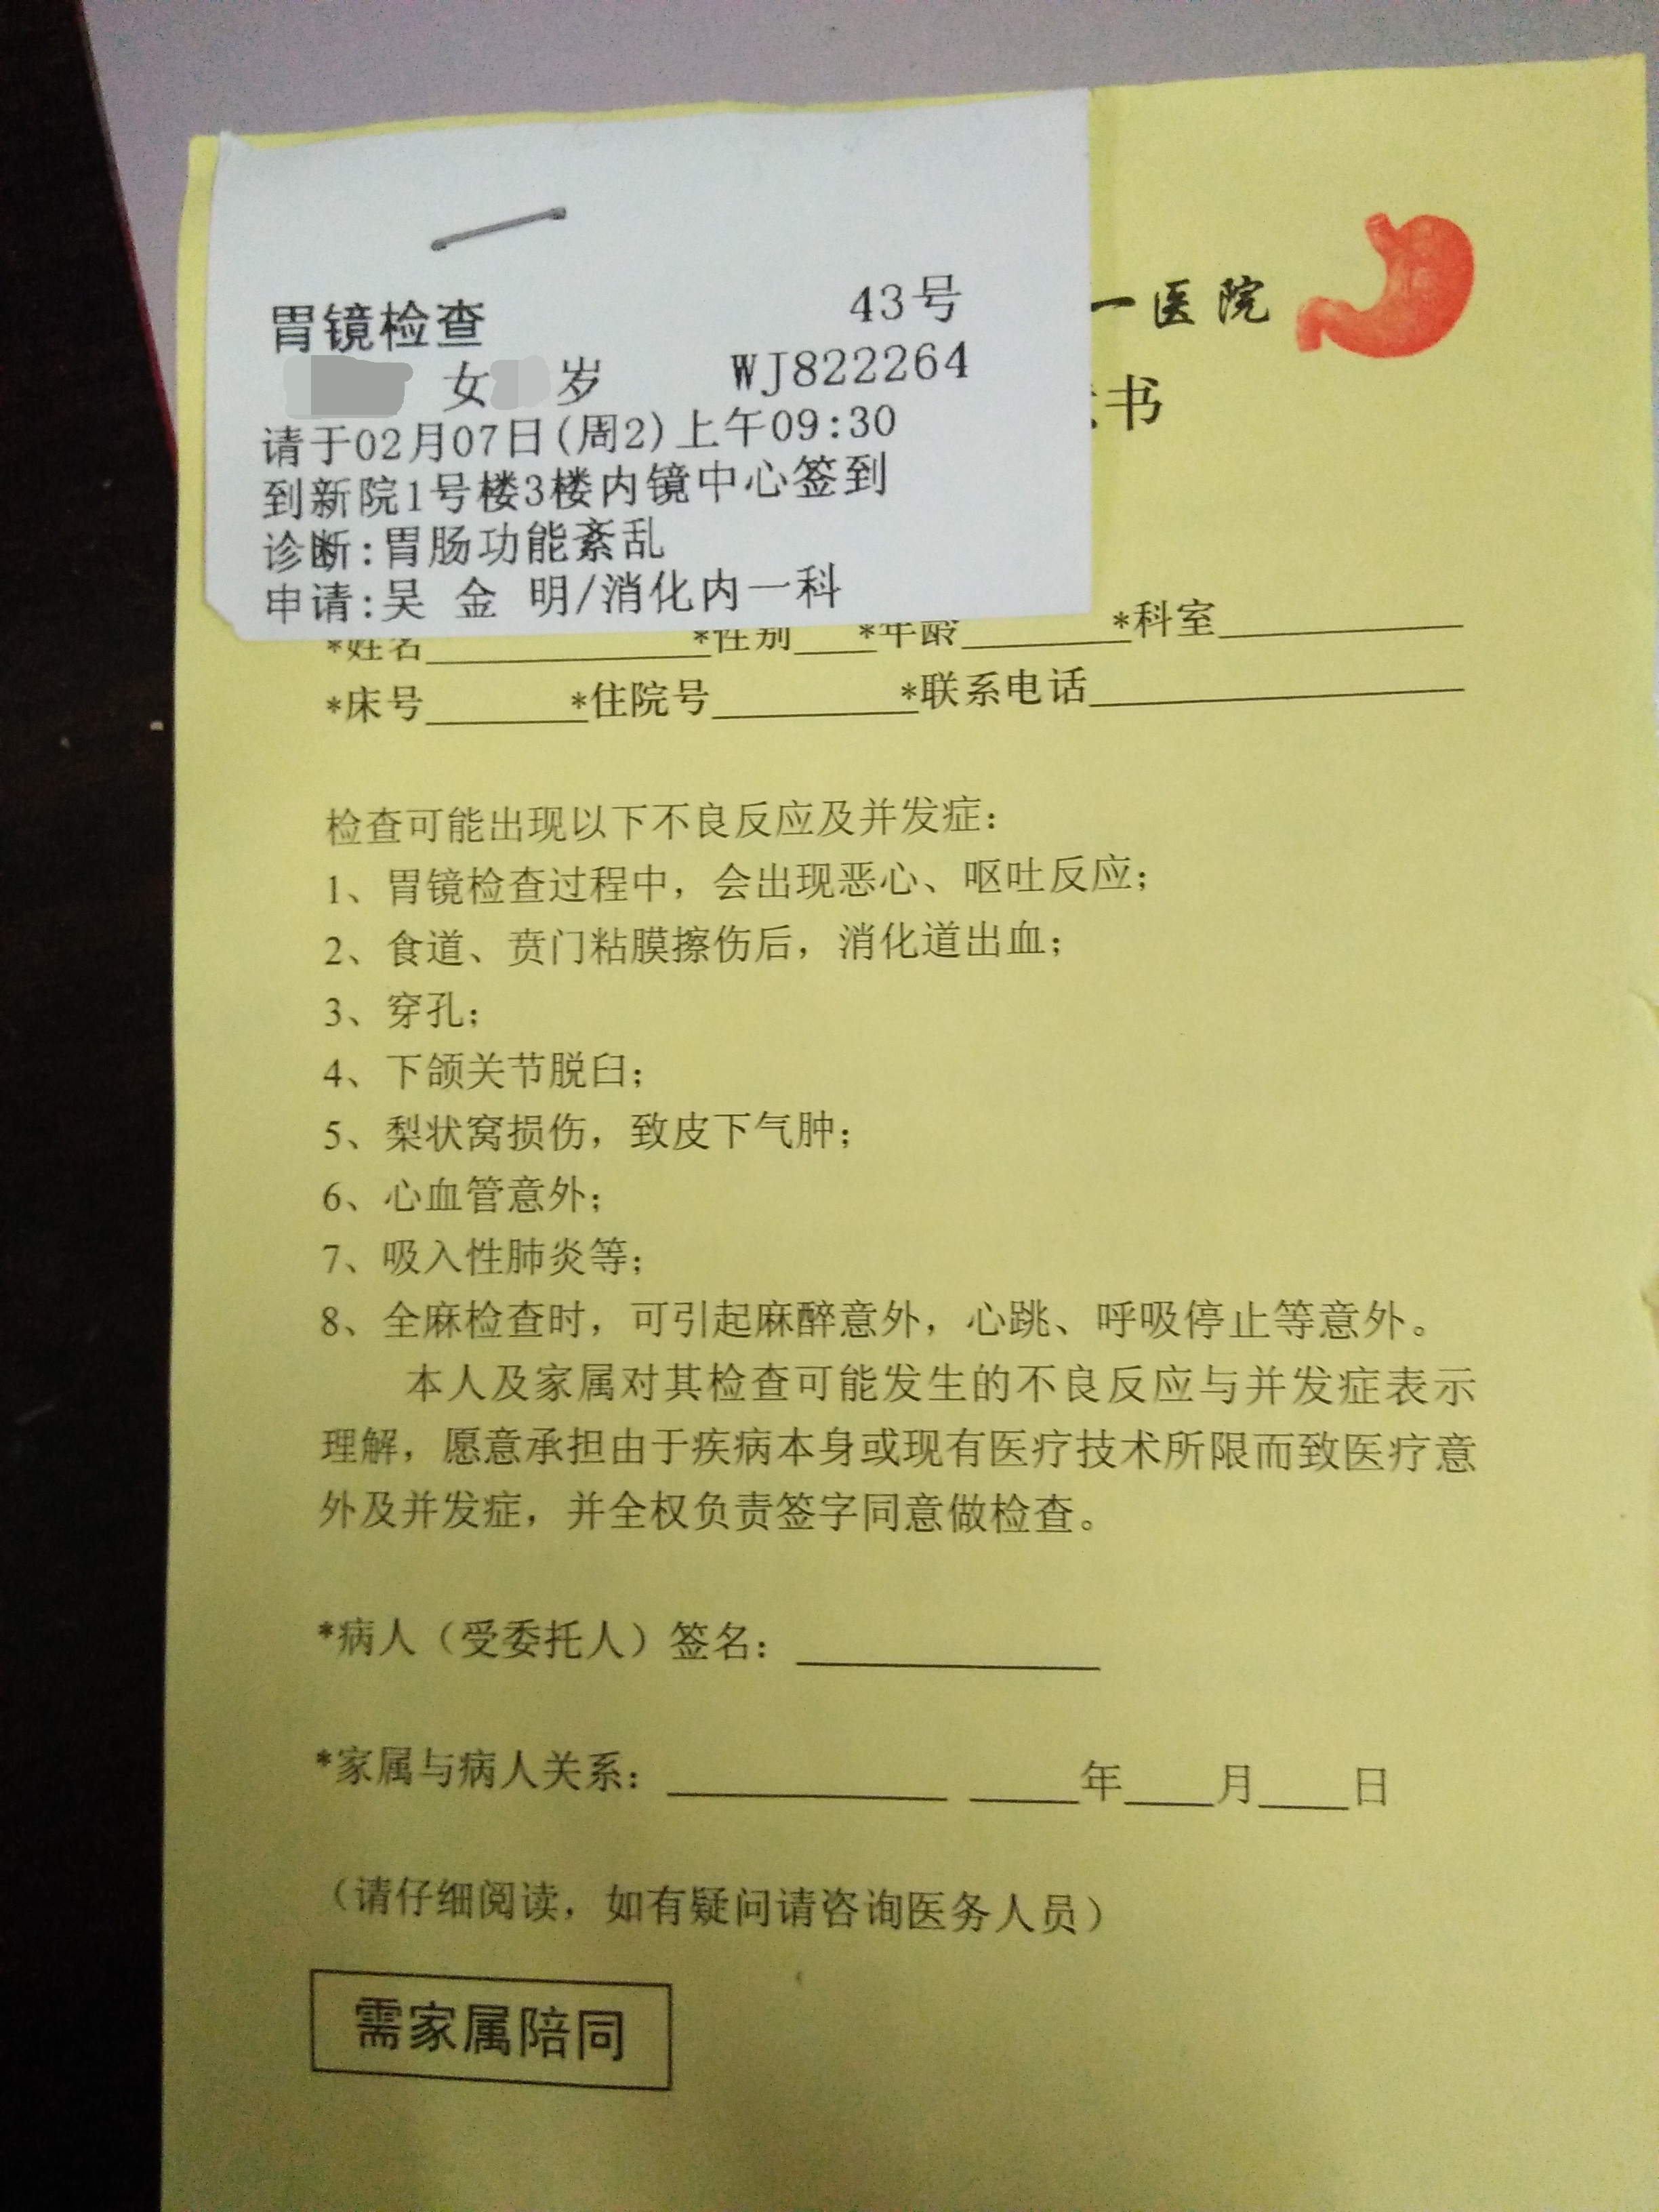 胃镜检查 43号
女 岁 WJ822264
请于02月07日(周2)上午09:30
到新院1号楼3楼内镜中心签到
诊断:胃肠功能紊乱
申请:吴 金 明/消化内一科
一医院
书
*姓名 *性别 *年龄 *科室
*床号 *住院号 *联系电话
检查可能出现以下不良反应及并发症：
1、胃镜检查过程中，会出现恶心、呕吐反应；
2、食道、贲门粘膜擦伤后，消化道出血；
3、穿孔；
4、下颌关节脱臼；
5、梨状窝损伤，致皮下气肿；
6、心血管意外；
7、吸入性肺炎等；
8、全麻检查时，可引起麻醉意外，心跳、呼吸停止等意外。
本人及家属对其检查可能发生的不良反应与并发症表示
理解，愿意承担由于疾病本身或现有医疗技术所限而致医疗意
外及并发症，并全权负责签字同意做检查。
*病人（受委托人）签名：
*家属与病人关系： 年 月 日
（请仔细阅读，如有疑问请咨询医务人员）
需家属陪同